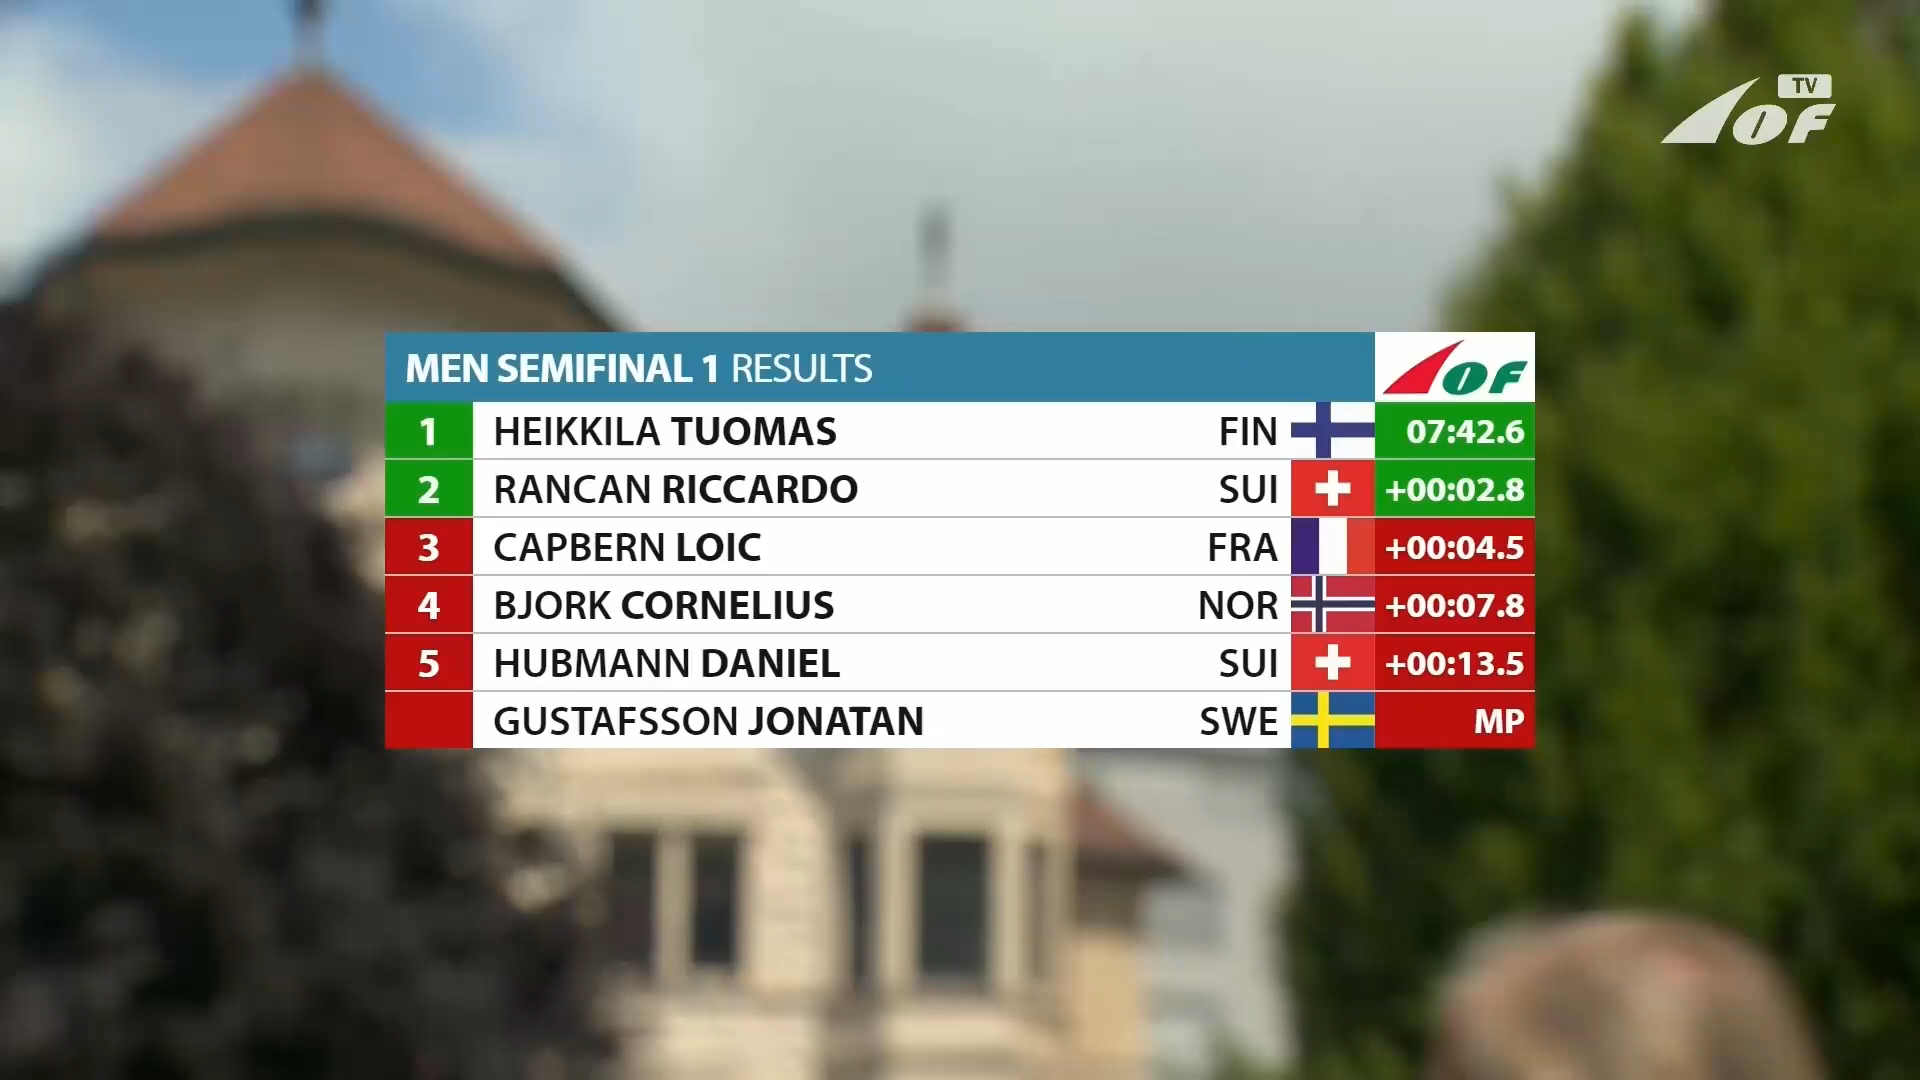 TV
IOF
MEN SEMIFINAL 1 RESULTS
IOF
1 HEIKKILA TUOMAS FIN 07:42.6
2 RANCAN RICCARDO SUI +00:02.8
3 CAPBERN LOIC FRA +00:04.5
4 BJORK CORNELIUS NOR +00:07.8
5 HUBMANN DANIEL SUI +00:13.5
GUSTAFSSON JONATAN SWE MP